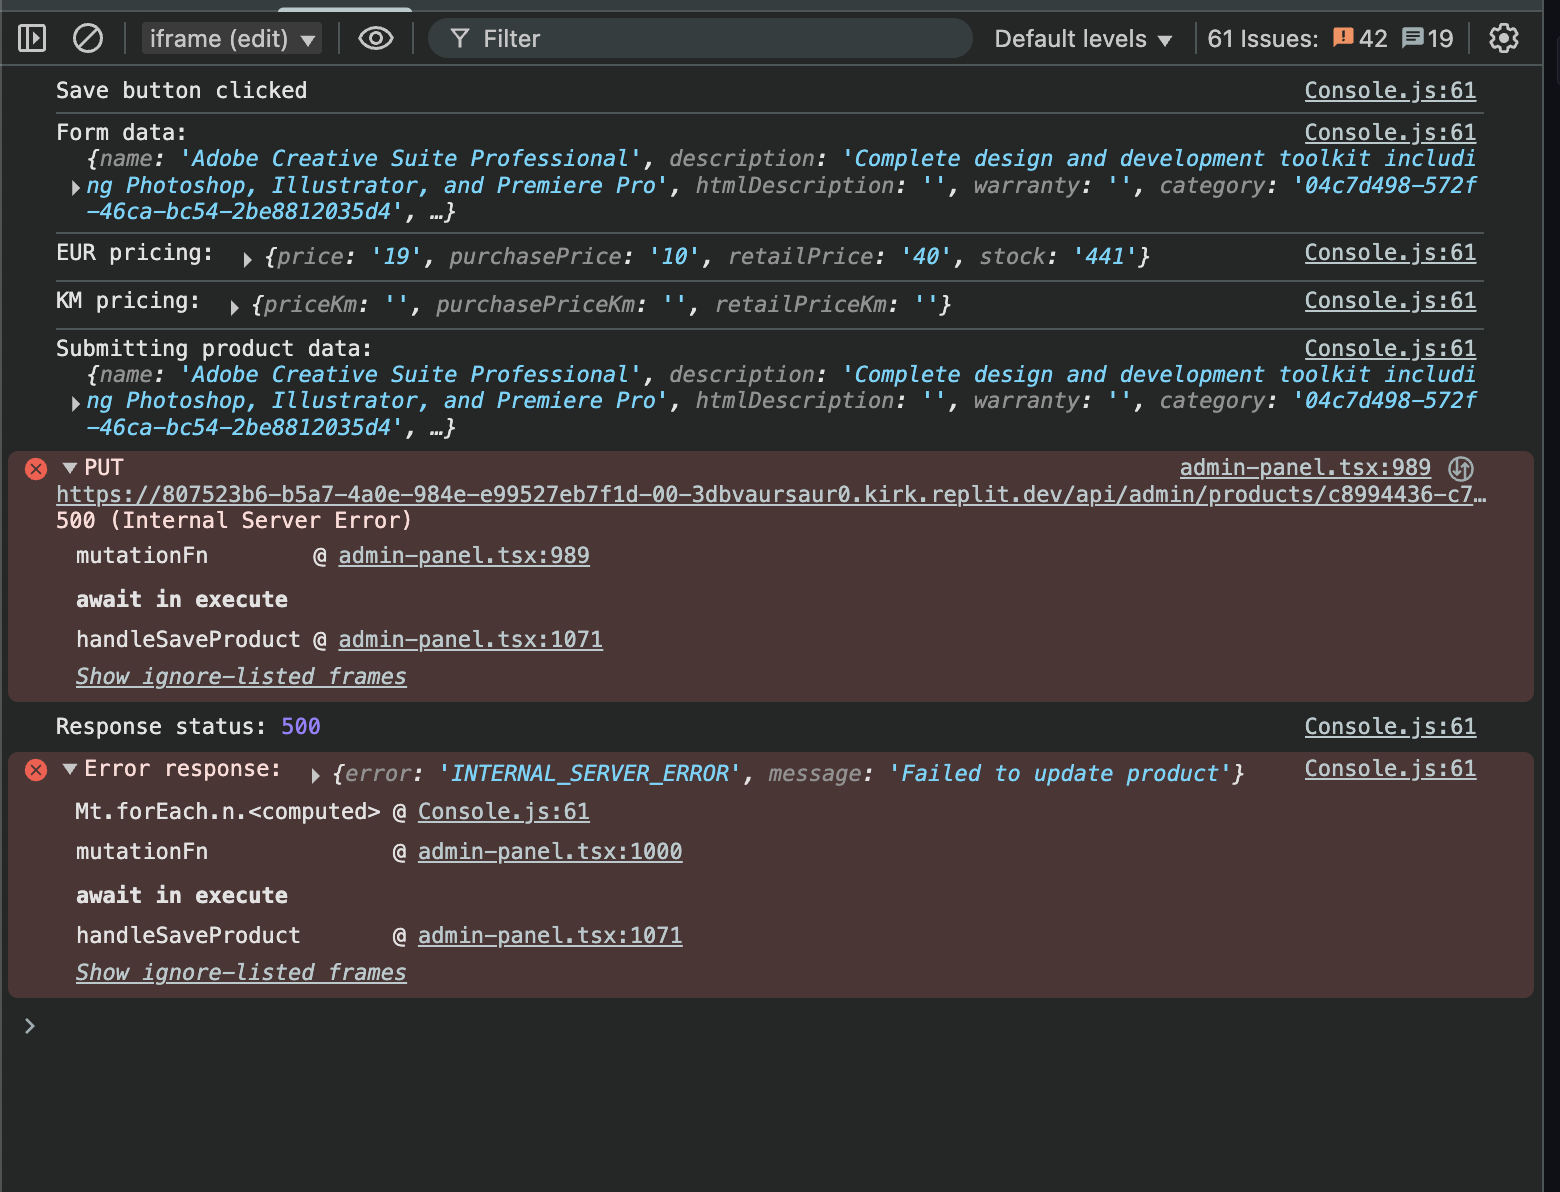 iframe (edit) ▼ Filter Default levels ▼ 61 Issues: 42 19
Save button clicked Console.js:61
Form data: Console.js:61
{name: 'Adobe Creative Suite Professional', description: 'Complete design and development toolkit includi
▶ng Photoshop, Illustrator, and Premiere Pro', htmlDescription: '', warranty: '', category: '04c7d498-572f
-46ca-bc54-2be8812035d4', …}
EUR pricing: ▶ {price: '19', purchasePrice: '10', retailPrice: '40', stock: '441'} Console.js:61
KM pricing: ▶ {priceKm: '', purchasePriceKm: '', retailPriceKm: ''} Console.js:61
Submitting product data: Console.js:61
{name: 'Adobe Creative Suite Professional', description: 'Complete design and development toolkit includi
▶ng Photoshop, Illustrator, and Premiere Pro', htmlDescription: '', warranty: '', category: '04c7d498-572f
-46ca-bc54-2be8812035d4', …}
▼ PUT admin-panel.tsx:989
https://807523b6-b5a7-4a0e-984e-e99527eb7f1d-00-3dbvaursaur0.kirk.replit.dev/api/admin/products/c8994436-c7…
500 (Internal Server Error)
mutationFn @ admin-panel.tsx:989
await in execute
handleSaveProduct @ admin-panel.tsx:1071
Show ignore-listed frames
Response status: 500 Console.js:61
▼ Error response: ▶ {error: 'INTERNAL_SERVER_ERROR', message: 'Failed to update product'} Console.js:61
Mt.forEach.n.<computed> @ Console.js:61
mutationFn @ admin-panel.tsx:1000
await in execute
handleSaveProduct @ admin-panel.tsx:1071
Show ignore-listed frames